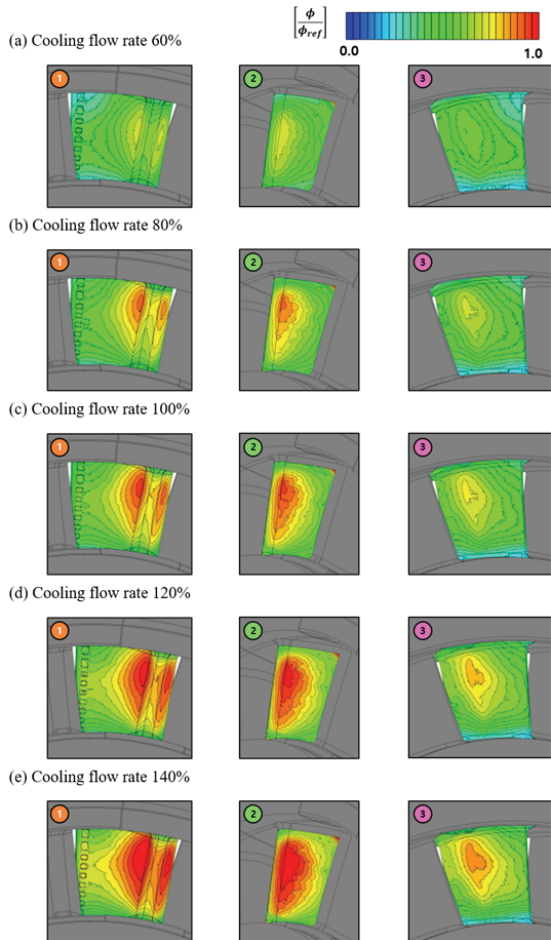 (a) Cooling flow rate 60%
[ϕ/ϕref]
0.0 1.0
1 2 3
(b) Cooling flow rate 80%
1 2 3
(c) Cooling flow rate 100%
1 2 3
(d) Cooling flow rate 120%
1 2 3
(e) Cooling flow rate 140%
1 2 3